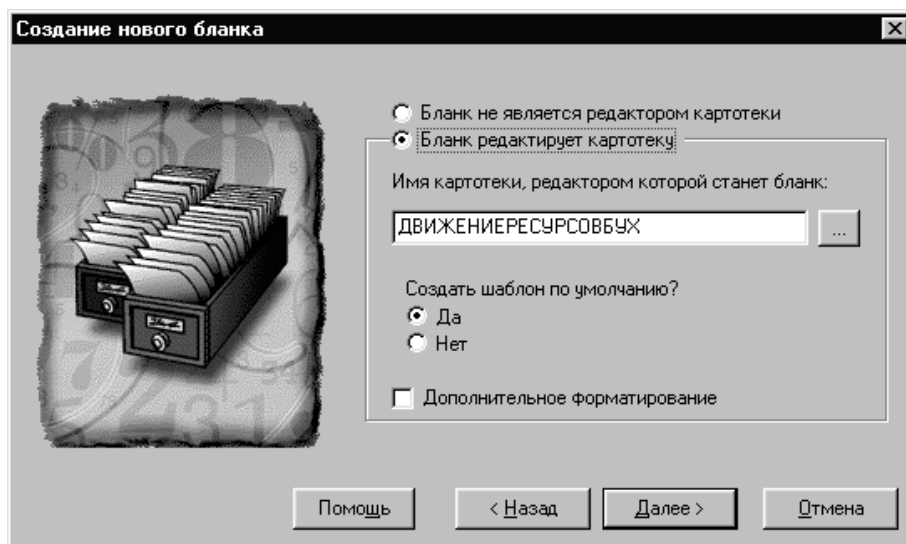 Создание нового бланка
Бланк не является редактором картотеки
Бланк редактирует картотеку
Имя картотеки, редактором которой станет бланк:
ДВИЖЕНИЕРЕСУРСОВБУХ
...
Создать шаблон по умолчанию?
Да
Нет
Дополнительное форматирование
Помощь
< Назад
Далее >
Отмена